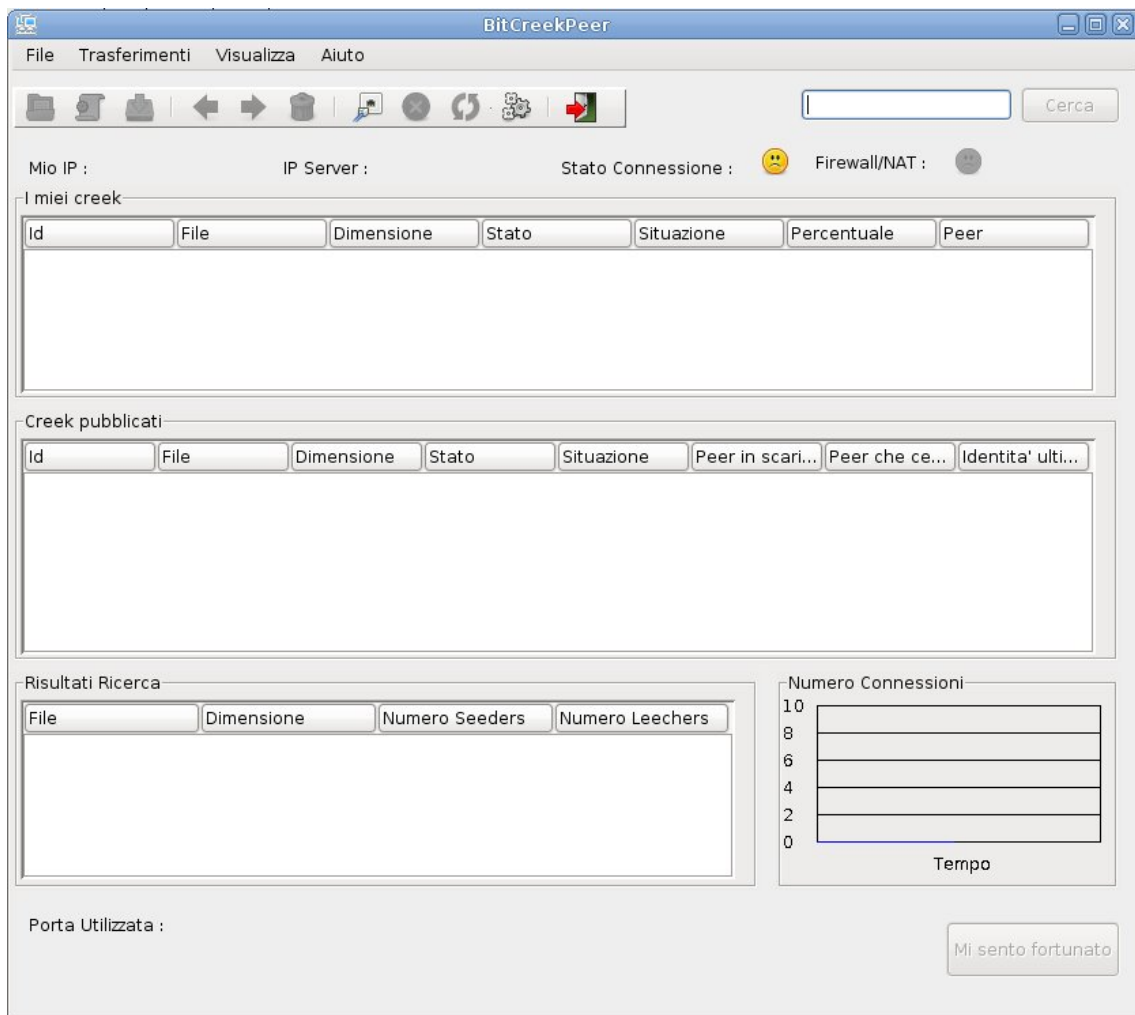 BitCreekPeer
File Trasferimenti Visualizza Aiuto
Cerca
Mio IP : IP Server : Stato Connessione : Firewall/NAT :
I miei creek
Id File Dimensione Stato Situazione Percentuale Peer
Creek pubblicati
Id File Dimensione Stato Situazione Peer in scari... Peer che ce... Identita' ulti...
Risultati Ricerca
File Dimensione Numero Seeders Numero Leechers
Numero Connessioni
10
8
6
4
2
0
Tempo
Porta Utilizzata :
Mi sento fortunato